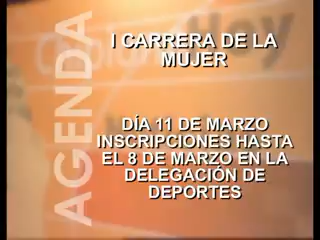 AGENDA
I CARRERA DE LA
MUJER
DÍA 11 DE MARZO
INSCRIPCIONES HASTA
EL 8 DE MARZO EN LA
DELEGACIÓN DE
DEPORTES